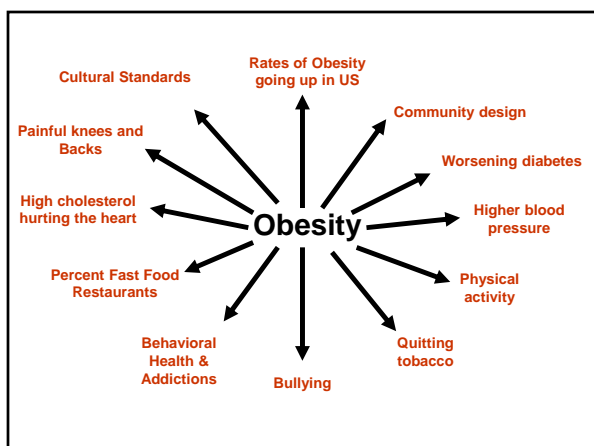 Rates of Obesity
going up in US
Cultural Standards
Community design
Painful knees and
Backs
Worsening diabetes
High cholesterol
hurting the heart
Higher blood
pressure
Obesity
Percent Fast Food
Restaurants
Physical
activity
Behavioral
Health &
Addictions
Quitting
tobacco
Bullying